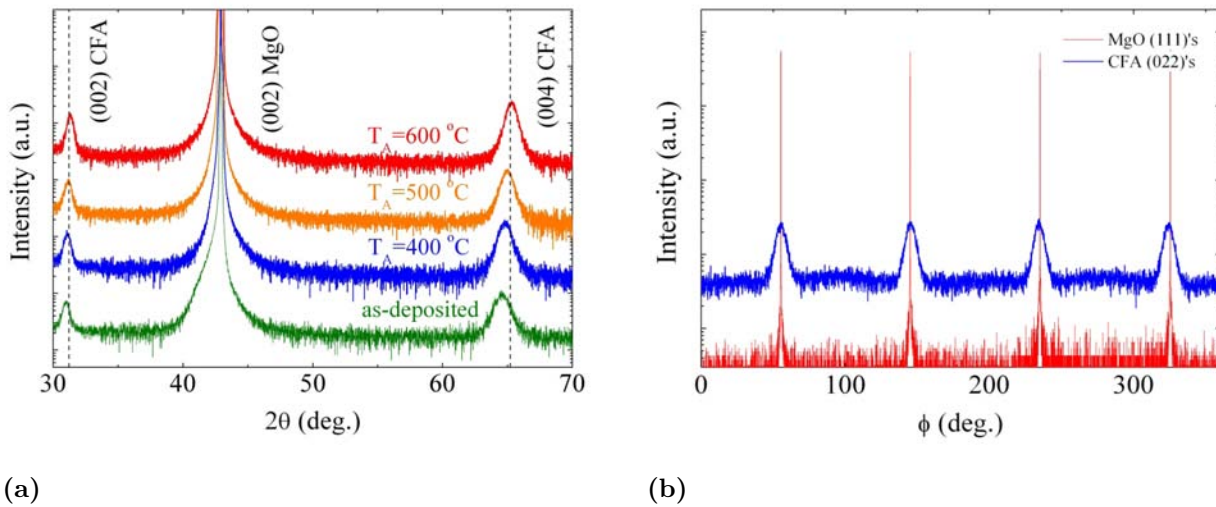 Intensity (a.u.)
(002) CFA
(002) MgO
(004) CFA
T_A=600 °C
T_A=500 °C
T_A=400 °C
as-deposited
30 40 50 60 70
2θ (deg.)
(a)
Intensity (a.u.)
MgO (111)'s
CFA (022)'s
0 100 200 300
ϕ (deg.)
(b)